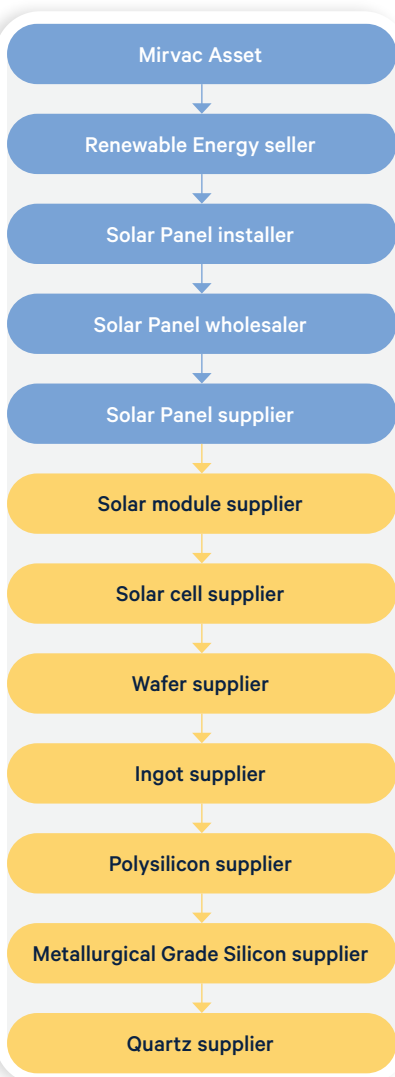 Mirvac Asset
Renewable Energy seller
Solar Panel installer
Solar Panel wholesaler
Solar Panel supplier
Solar module supplier
Solar cell supplier
Wafer supplier
Ingot supplier
Polysilicon supplier
Metallurgical Grade Silicon supplier
Quartz supplier